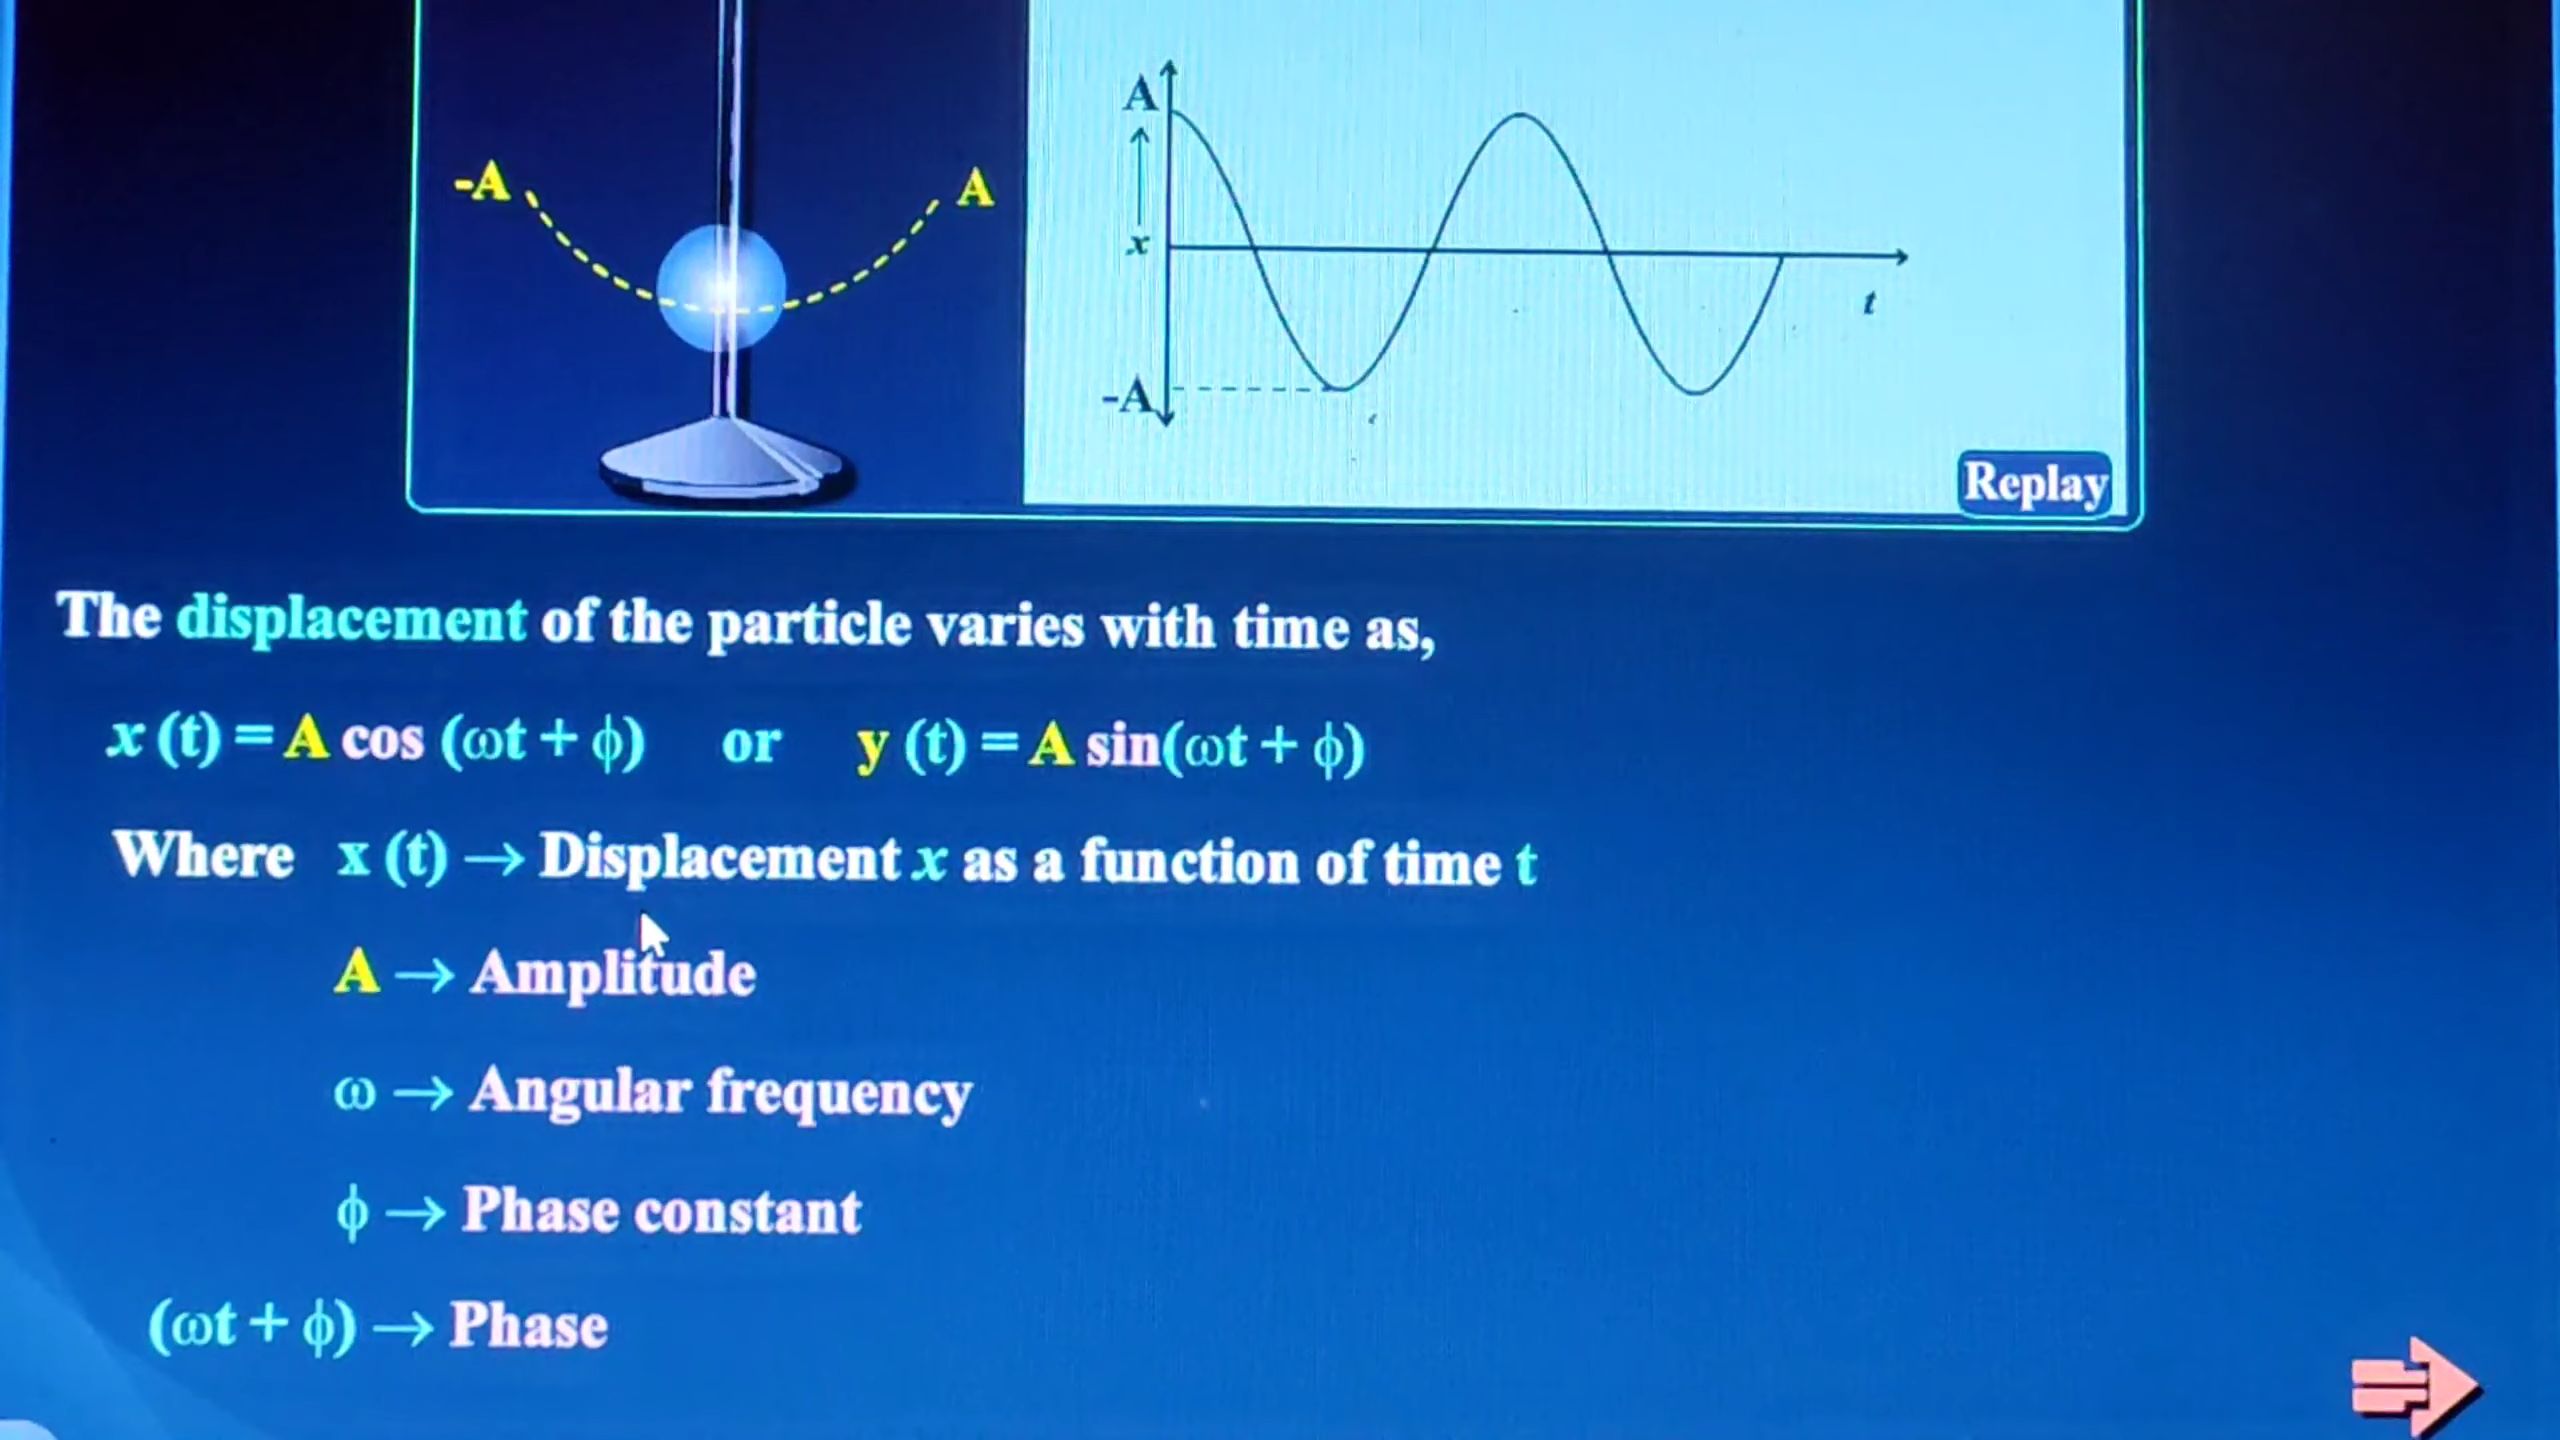 -A A
A
x
t
-A
Replay
The displacement of the particle varies with time as,
x (t) = A cos (ωt + ϕ) or y (t) = A sin(ωt + ϕ)
Where x (t) → Displacement x as a function of time t
A → Amplitude
ω → Angular frequency
ϕ → Phase constant
(ωt + ϕ) → Phase